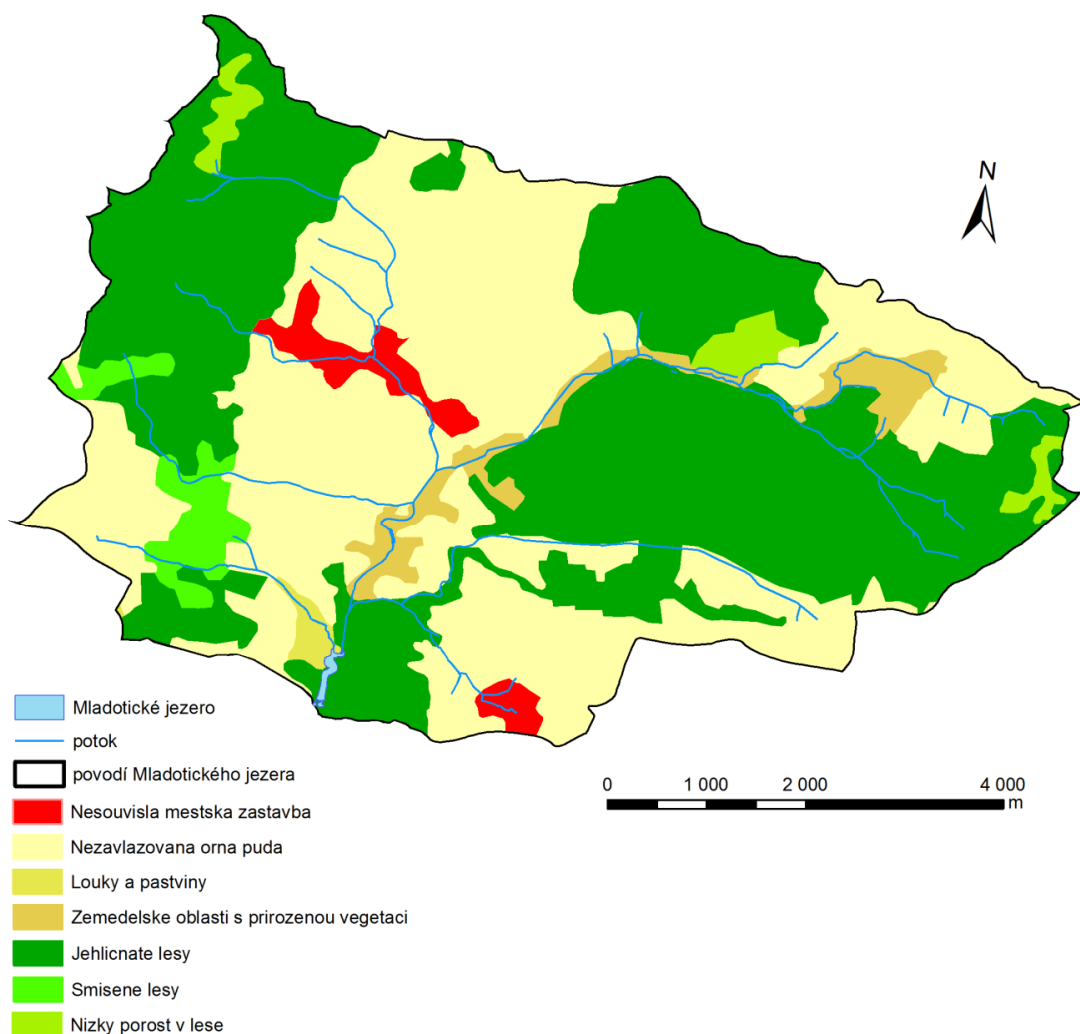 N
Mladotické jezero
potok
povodí Mladotického jezera
Nesouvisla mestska zastavba
Nezavlazovana orna puda
Louky a pastviny
Zemedelske oblasti s prirozenou vegetaci
Jehlicnate lesy
Smisene lesy
Nizky porost v lese
0 1 000 2 000 4 000
m